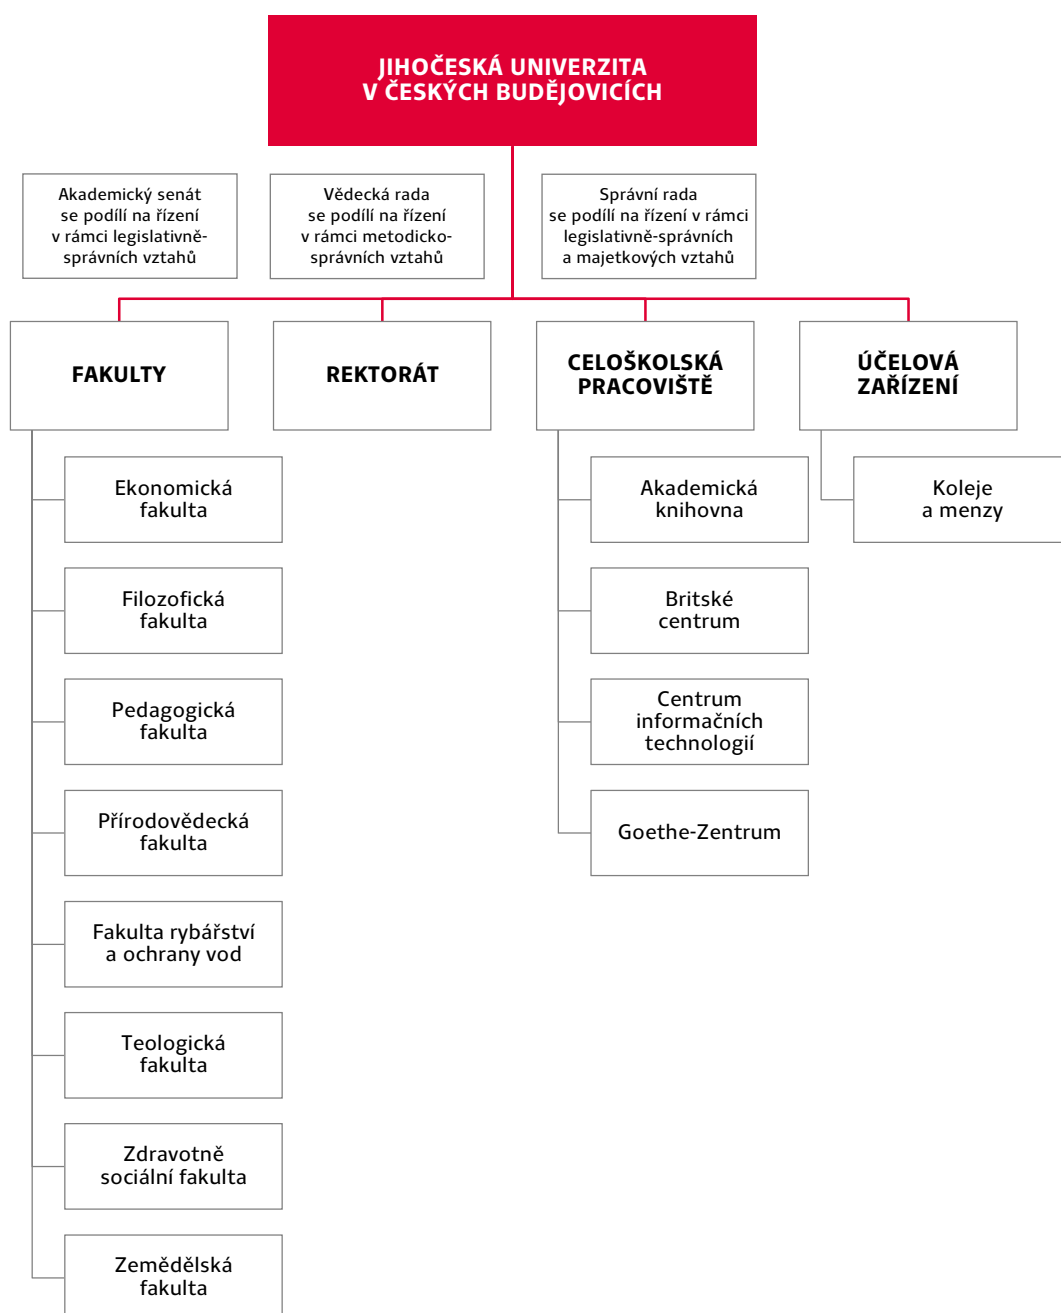 JIHOČESKÁ UNIVERZITA
V ČESKÝCH BUDĚJOVICÍCH
Akademický senát
se podílí na řízení
v rámci legislativně-
správních vztahů
Vědecká rada
se podílí na řízení
v rámci metodicko-
správních vztahů
Správní rada
se podílí na řízení v rámci
legislativně-správních
a majetkových vztahů
FAKULTY
REKTORÁT
CELOŠKOLSKÁ
PRACOVIŠTĚ
ÚČELOVÁ
ZAŘÍZENÍ
Ekonomická
fakulta
Filozofická
fakulta
Pedagogická
fakulta
Přírodovědecká
fakulta
Fakulta rybářství
a ochrany vod
Teologická
fakulta
Zdravotně
sociální fakulta
Zemědělská
fakulta
Akademická
knihovna
Britské
centrum
Centrum
informačních
technologií
Goethe-Zentrum
Koleje
a menzy